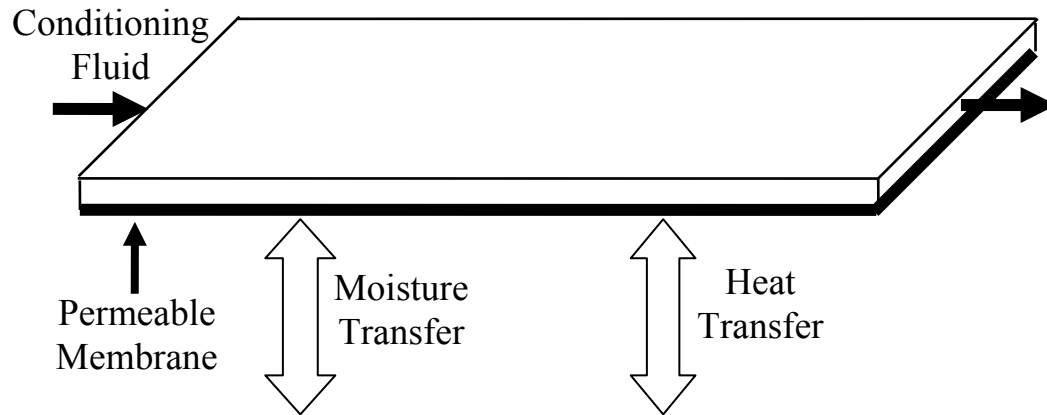 Conditioning
Fluid
Permeable
Membrane
Moisture
Transfer
Heat
Transfer